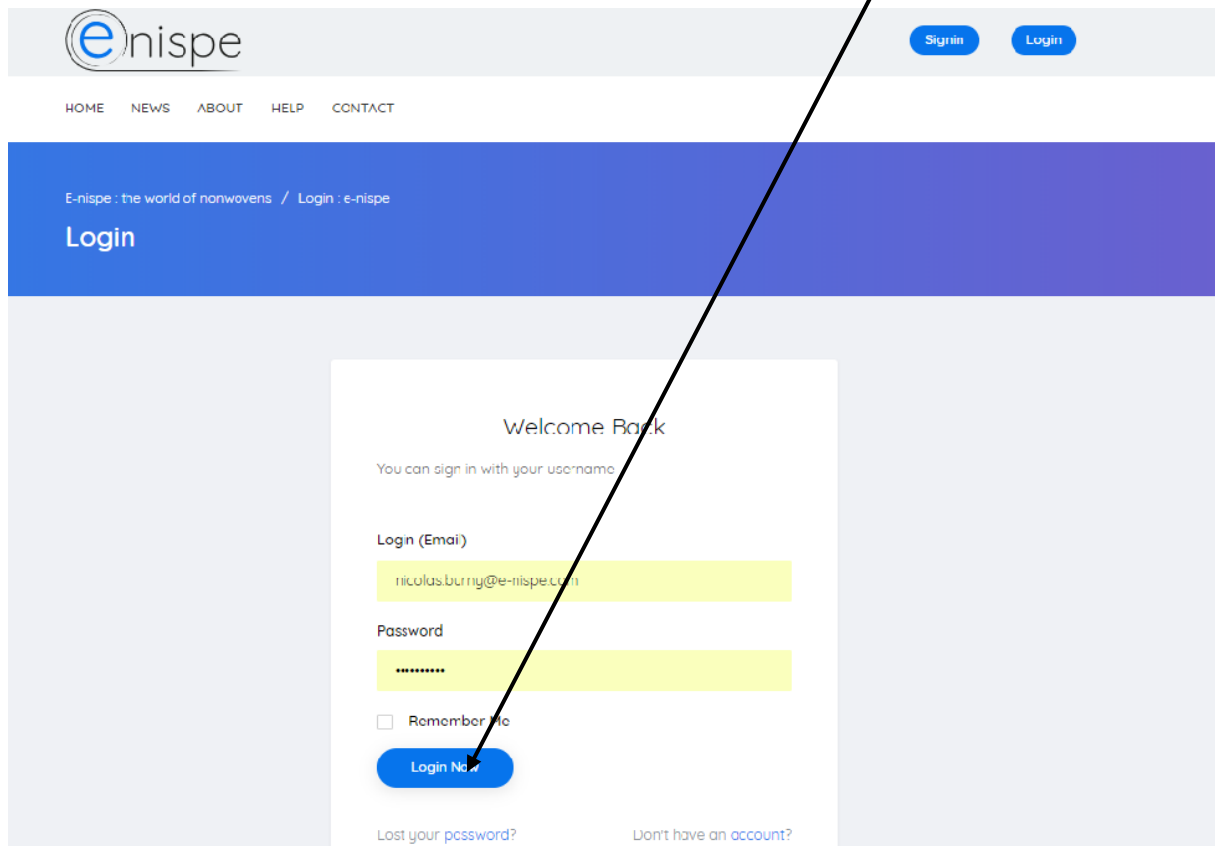 enispe
Signin Login
HOME NEWS ABOUT HELP CONTACT
E-nispe : the world of nonwovens / Login : e-nispe
Login
Welcome Back
You can sign in with your username
Login (Email)
nicolas.burny@e-nispe.com
Password
••••••••••
Remember Me
Login Now
Lost your password? Don't have an account?